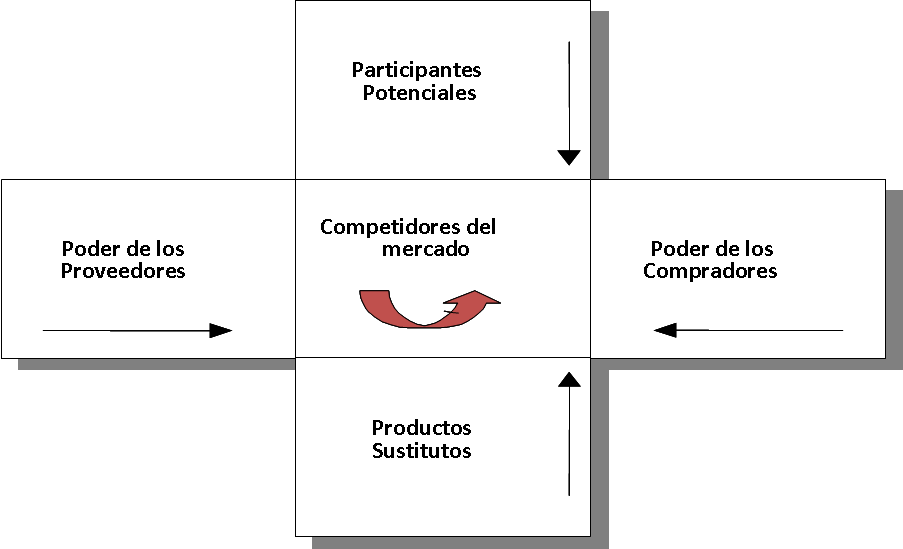 Participantes
Potenciales
Poder de los
Proveedores
Competidores del
mercado
Poder de los
Compradores
Productos
Sustitutos